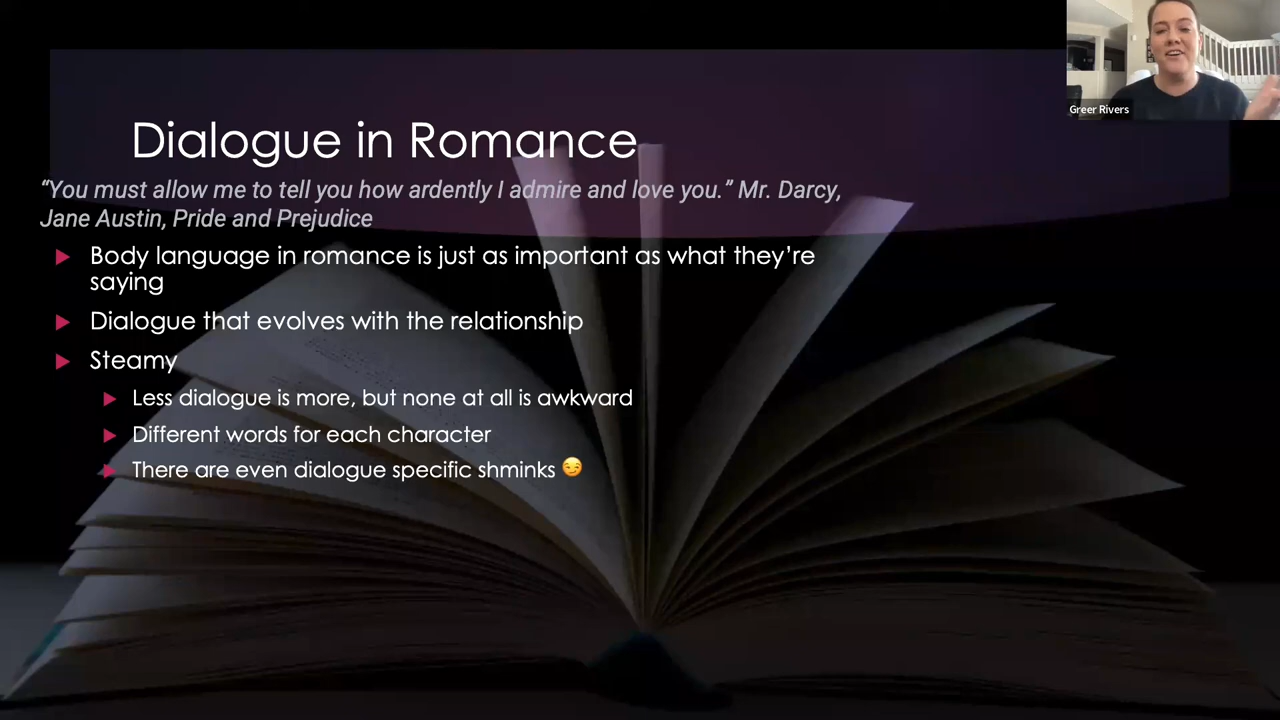 Greer Rivers
Dialogue in Romance
“You must allow me to tell you how ardently I admire and love you.” Mr. Darcy,
Jane Austin, Pride and Prejudice
Body language in romance is just as important as what they’re
saying
Dialogue that evolves with the relationship
Steamy
Less dialogue is more, but none at all is awkward
Different words for each character
There are even dialogue specific shminks 😏